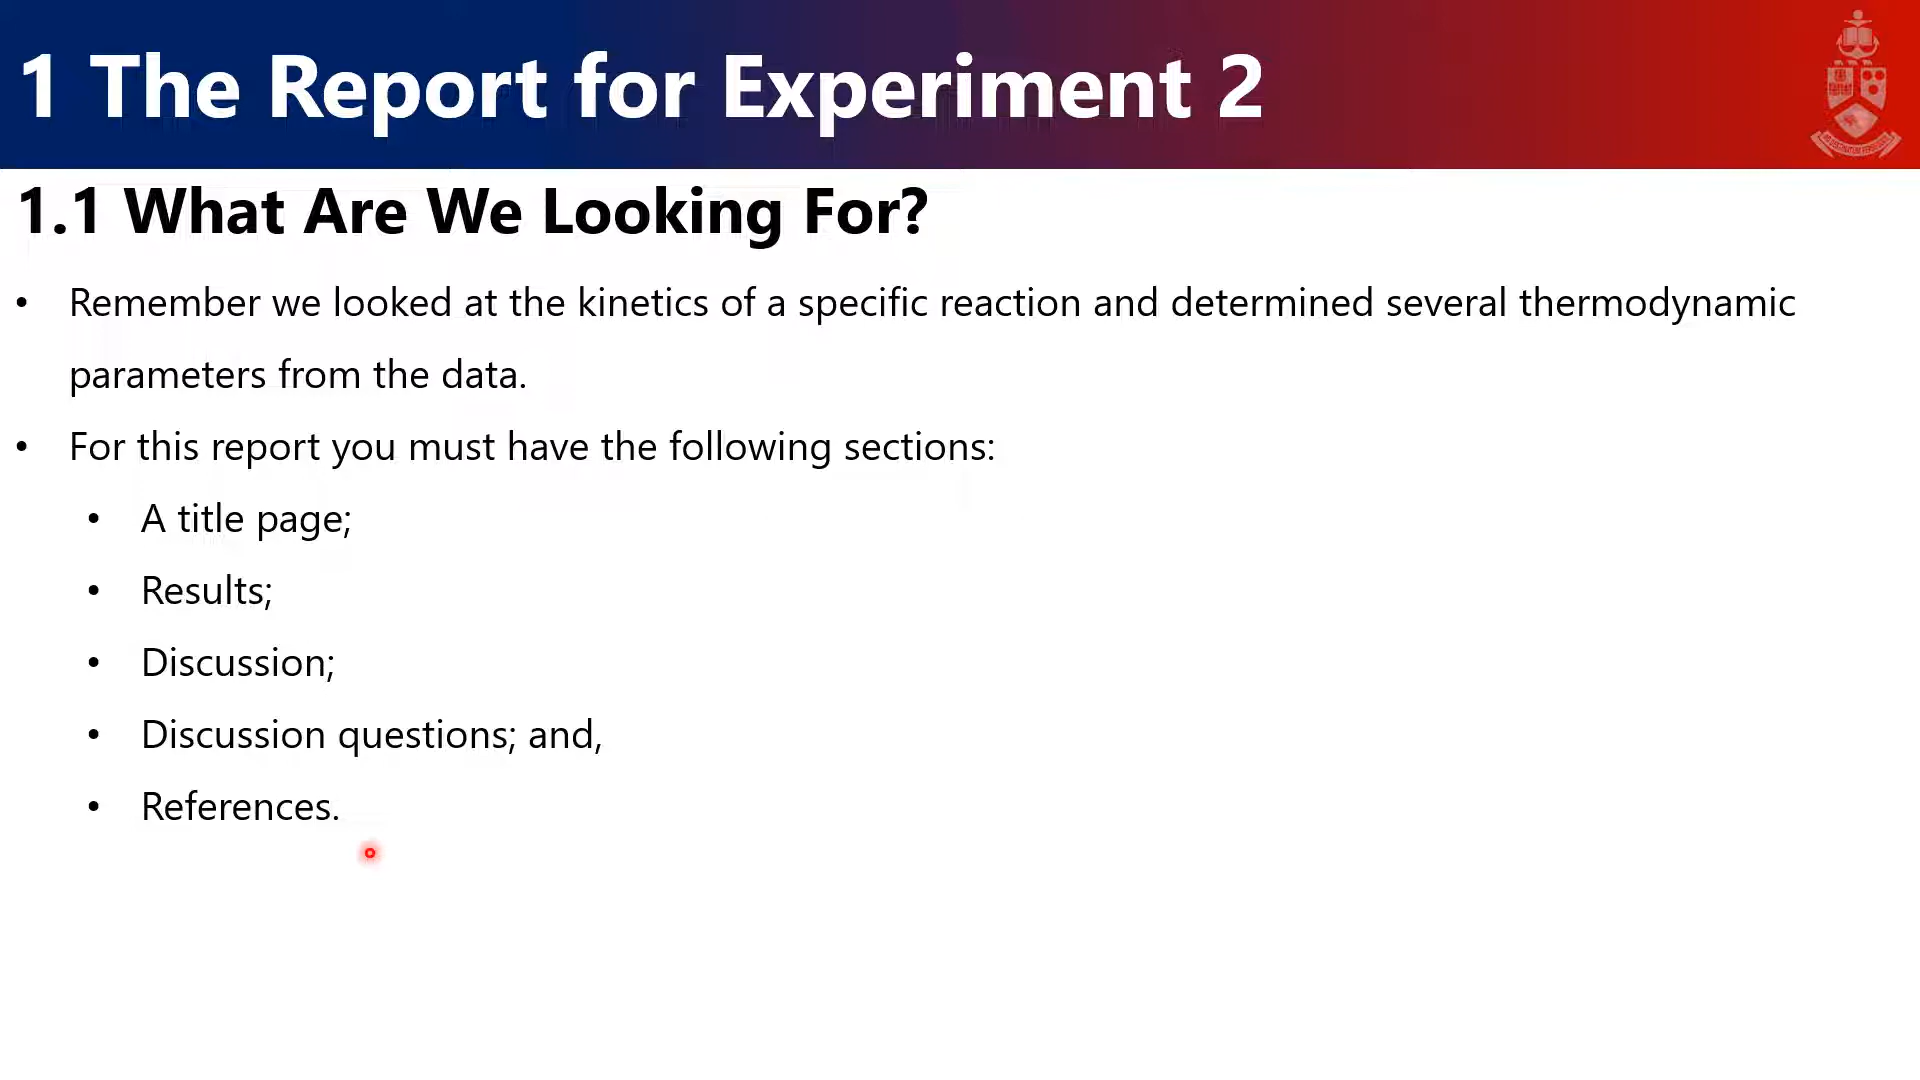 1 The Report for Experiment 2
1.1 What Are We Looking For?
• Remember we looked at the kinetics of a specific reaction and determined several thermodynamic
parameters from the data.
• For this report you must have the following sections:
• A title page;
• Results;
• Discussion;
• Discussion questions; and,
• References.